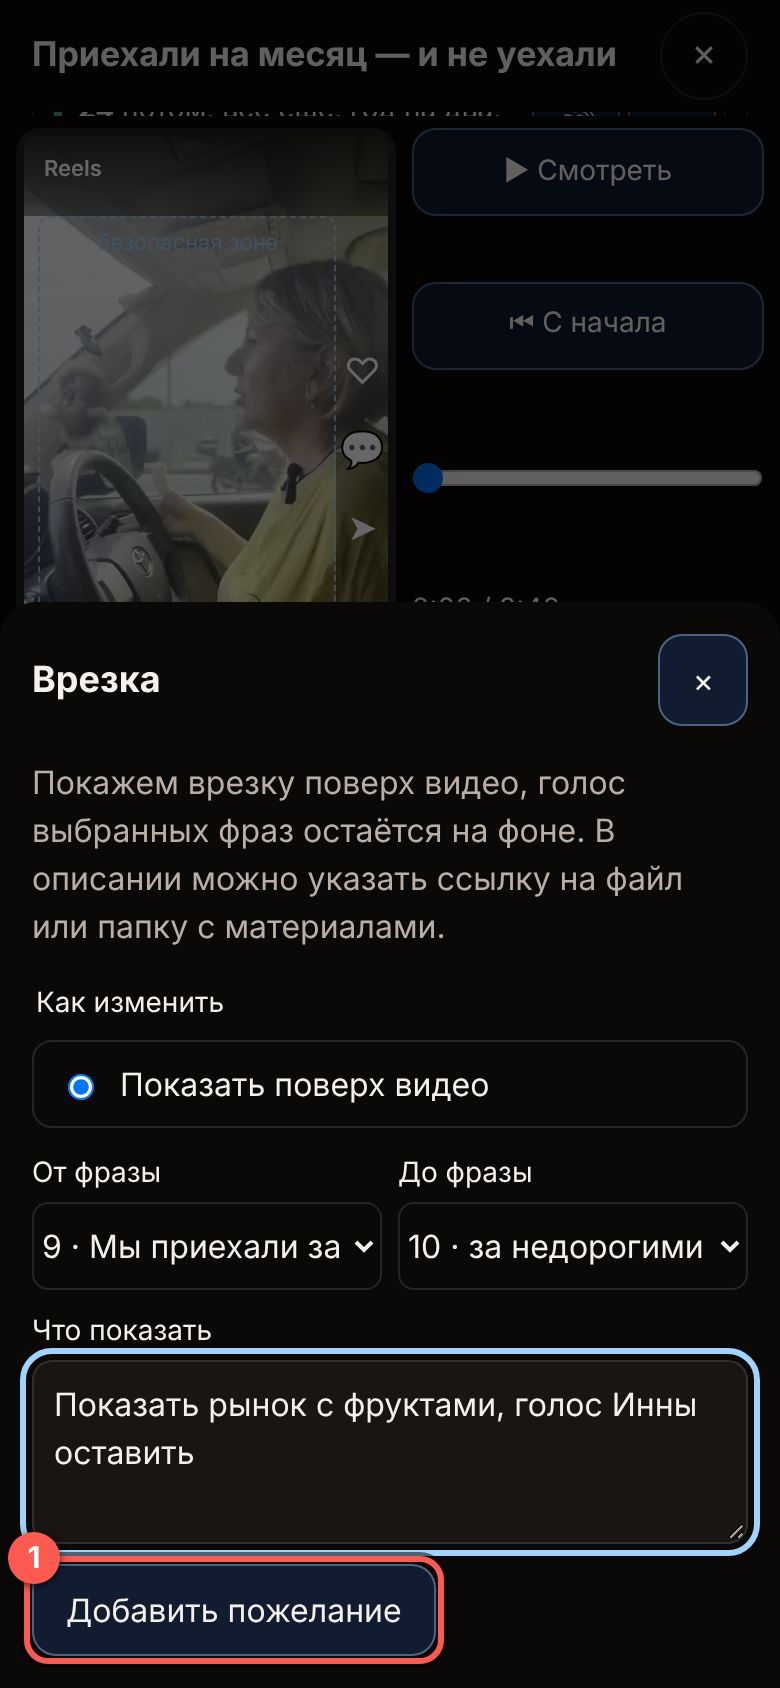 Приехали на месяц — и не уехали
×
Reels
безопасная зона
▶ Смотреть
⏮ С начала
Врезка
×
Покажем врезку поверх видео, голос
выбранных фраз остаётся на фоне. В
описании можно указать ссылку на файл
или папку с материалами.
Как изменить
Показать поверх видео
От фразы
До фразы
9 · Мы приехали за
10 · за недорогими
Что показать
Показать рынок с фруктами, голос Инны
оставить
1
Добавить пожелание